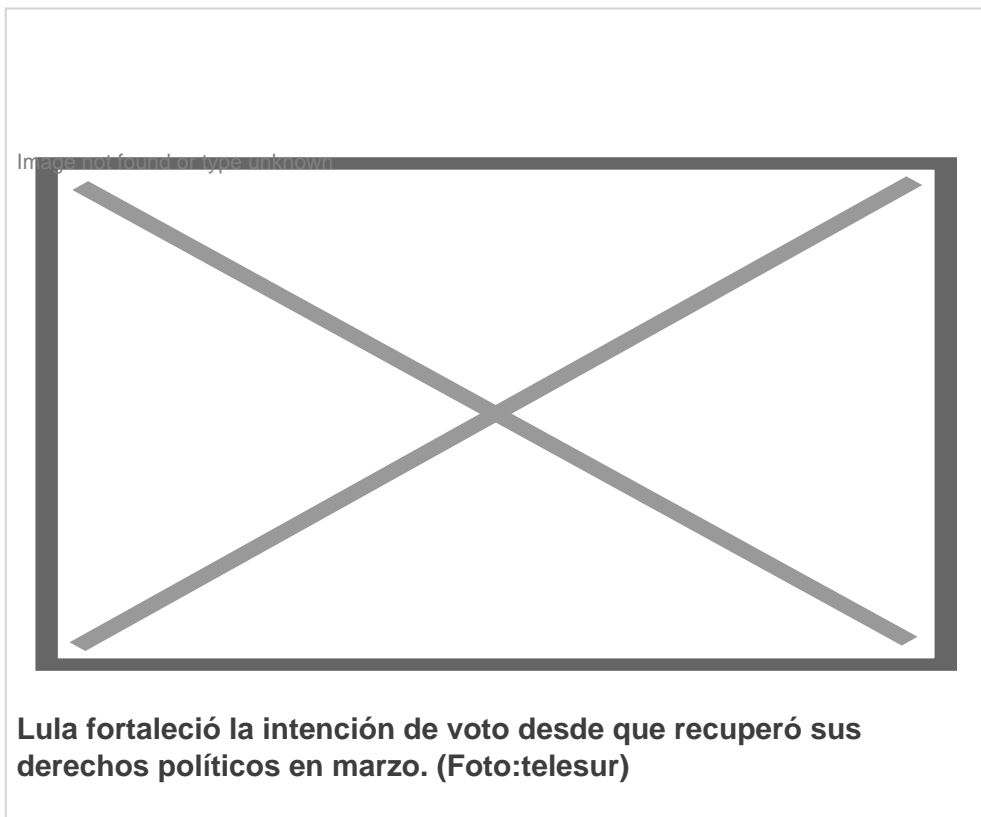 Image not found or type unknown
Lula fortaleció la intención de voto desde que recuperó sus
derechos políticos en marzo. (Foto:telesur)